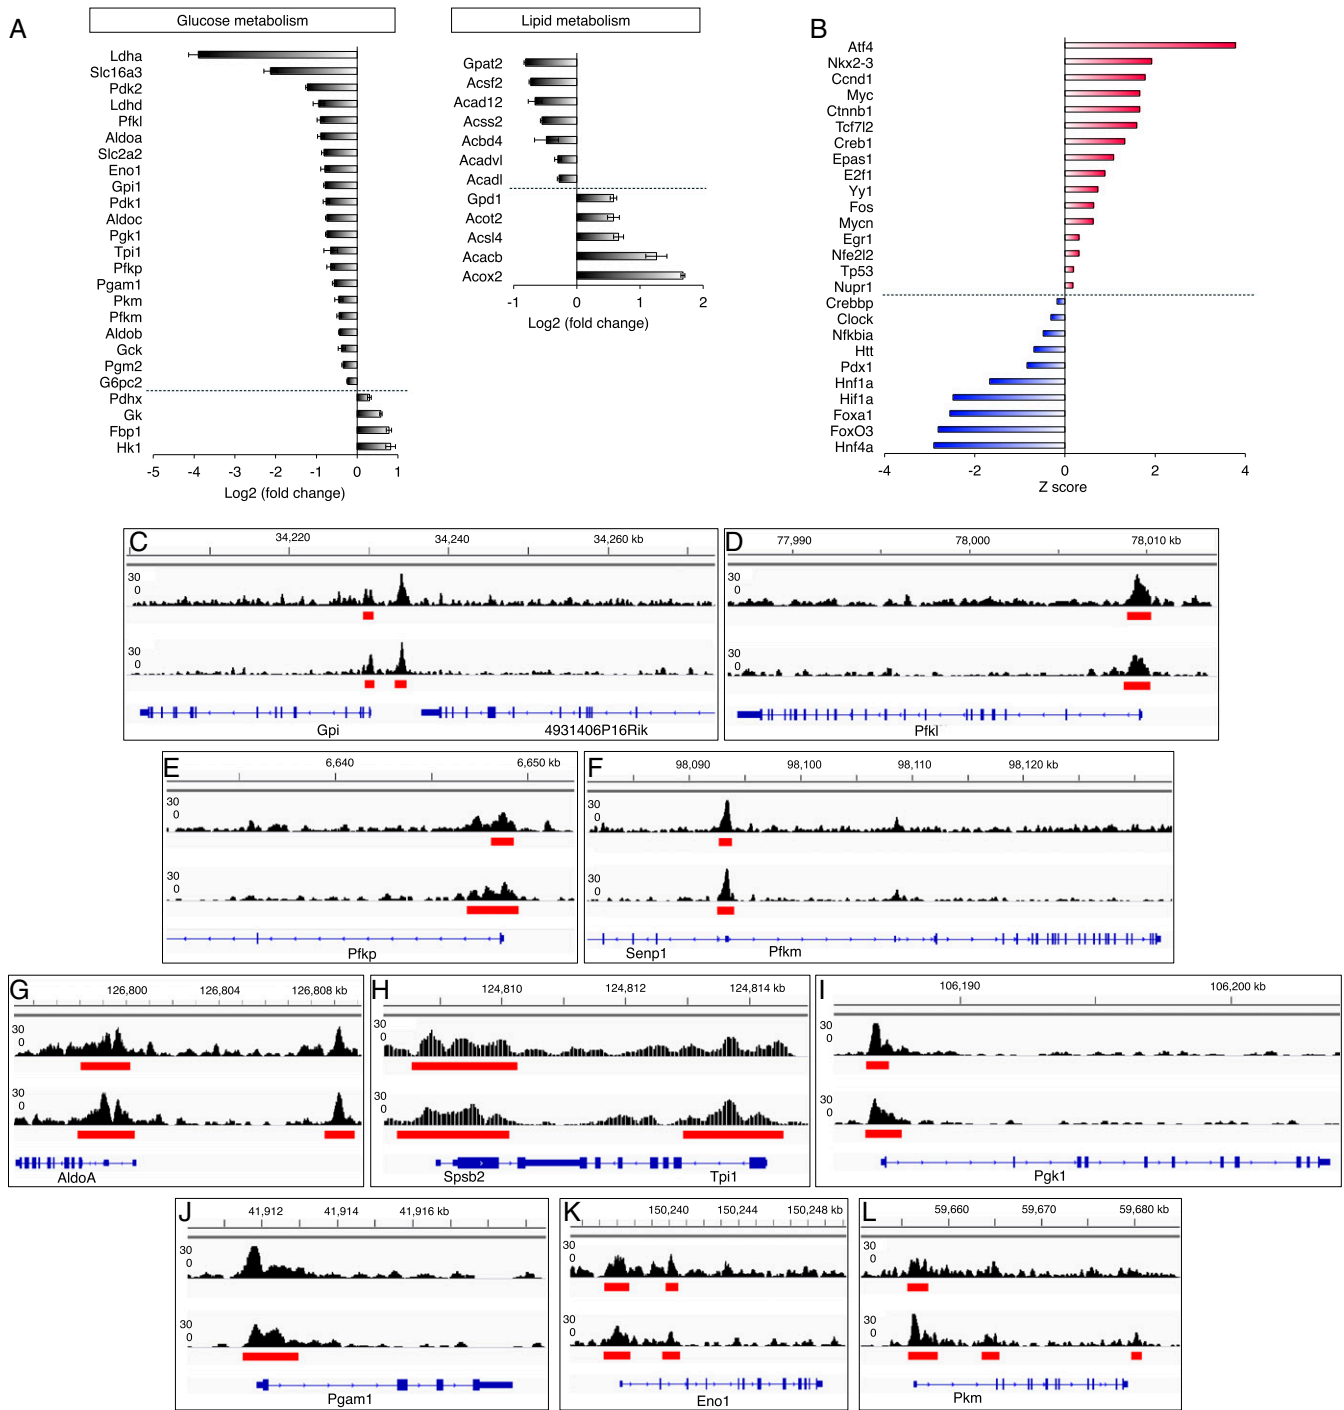 A
Glucose metabolism
Ldha
Slc16a3
Pdk2
Ldhd
Pfkl
Aldoa
Slc2a2
Eno1
Gpi1
Pdk1
Aldoc
Pgk1
Tpi1
Pfkp
Pgam1
Pkm
Pfkm
Aldob
Gck
Pgm2
G6pc2
Pdhx
Gk
Fbp1
Hk1
-5 -4 -3 -2 -1 -1 0 1
Log2 (fold change)
Lipid metabolism
Gpat2
Acsf2
Acad12
Acss2
Acbd4
Acadvl
Acadl
Gpd1
Acot2
Acsl4
Acacb
Acox2
-1 0 1 2
Log2 (fold change)
B
Atf4
Nkx2-3
Ccnd1
Myc
Ctnnb1
Tcf7l2
Creb1
Epas1
E2f1
Yy1
Fos
Mycn
Egr1
Nfe2l2
Tp53
Nupr1
Crebbp
Clock
Nfkbia
Htt
Pdx1
Hnf1a
Hif1a
Foxa1
FoxO3
Hnf4a
-4 -2 0 2 4
Z score
C
34,220 34,240 34,260 kb
30
0
30
0
Gpi 4931406P16Rik
D
77,990 78,000 78,010 kb
30
0
30
0
Pfkl
E
6,640 6,650 kb
30
0
30
0
Pfkp
F
98,090 98,100 98,110 98,120 kb
30
0
30
0
Senp1 Pfkm
G
126,800 126,804 126,808 kb
30
0
30
0
AldoA
H
124,810 124,812 124,814 kb
30
0
30
0
Spsb2 Tpi1
I
106,190 106,200 kb
30
0
30
0
Pgk1
J
41,912 41,914 41,916 kb
30
0
30
0
Pgam1
K
150,240 150,244 150,248 kb
30
0
30
0
Eno1
L
59,660 59,670 59,680 kb
30
0
30
0
Pkm